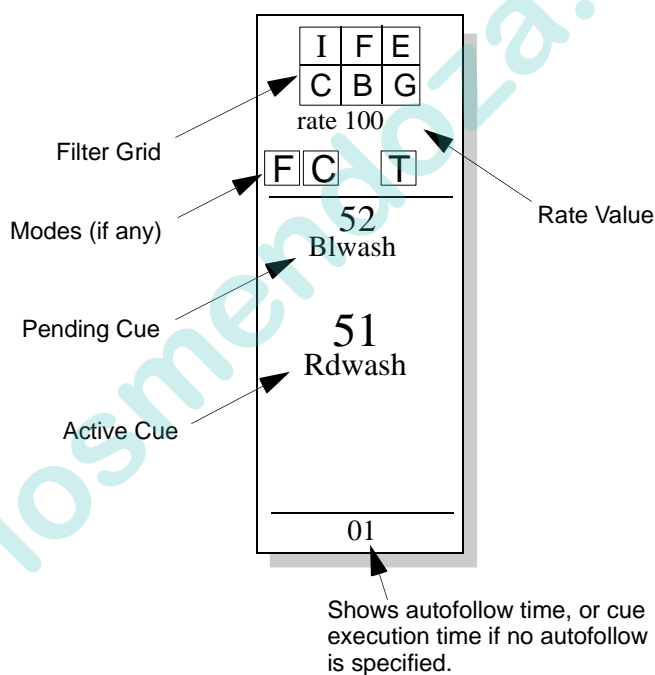 I F E
C B G
rate 100
Filter Grid
F C T
Rate Value
Modes (if any)
52
Blwash
Pending Cue
51
Rdwash
Active Cue
01
Shows autofollow time, or cue
execution time if no autofollow
is specified.
losmendoza.